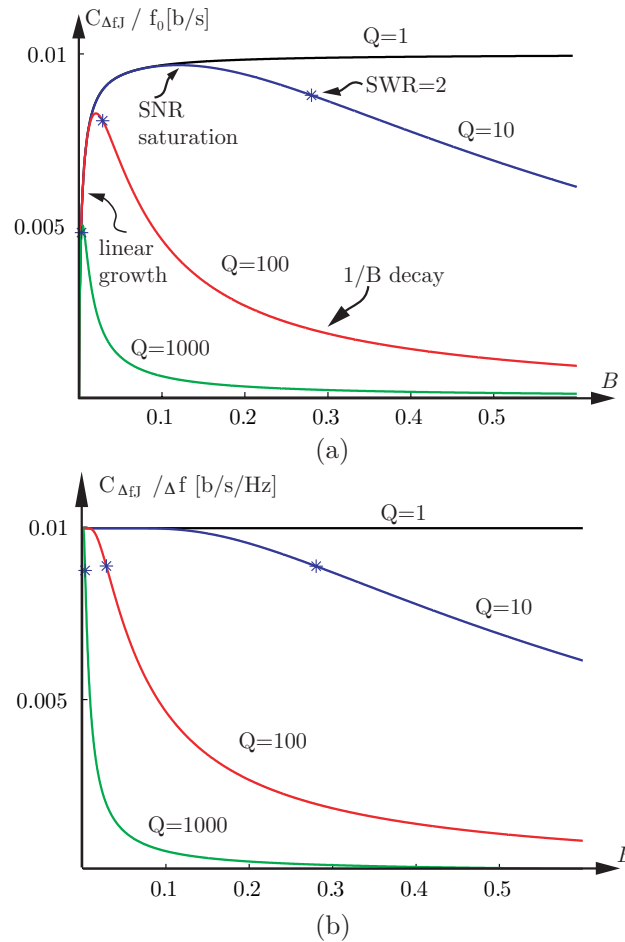 C_ΔfJ / f₀[b/s]
0.01
Q=1
SWR=2
SNR
saturation
Q=10
0.005
linear
growth
Q=100
1/B decay
Q=1000
B
0.1 0.2 0.3 0.4 0.5
(a)
C_ΔfJ /Δf [b/s/Hz]
Q=1
0.01
Q=10
0.005
Q=100
Q=1000
0.1 0.2 0.3 0.4 0.5
(b)